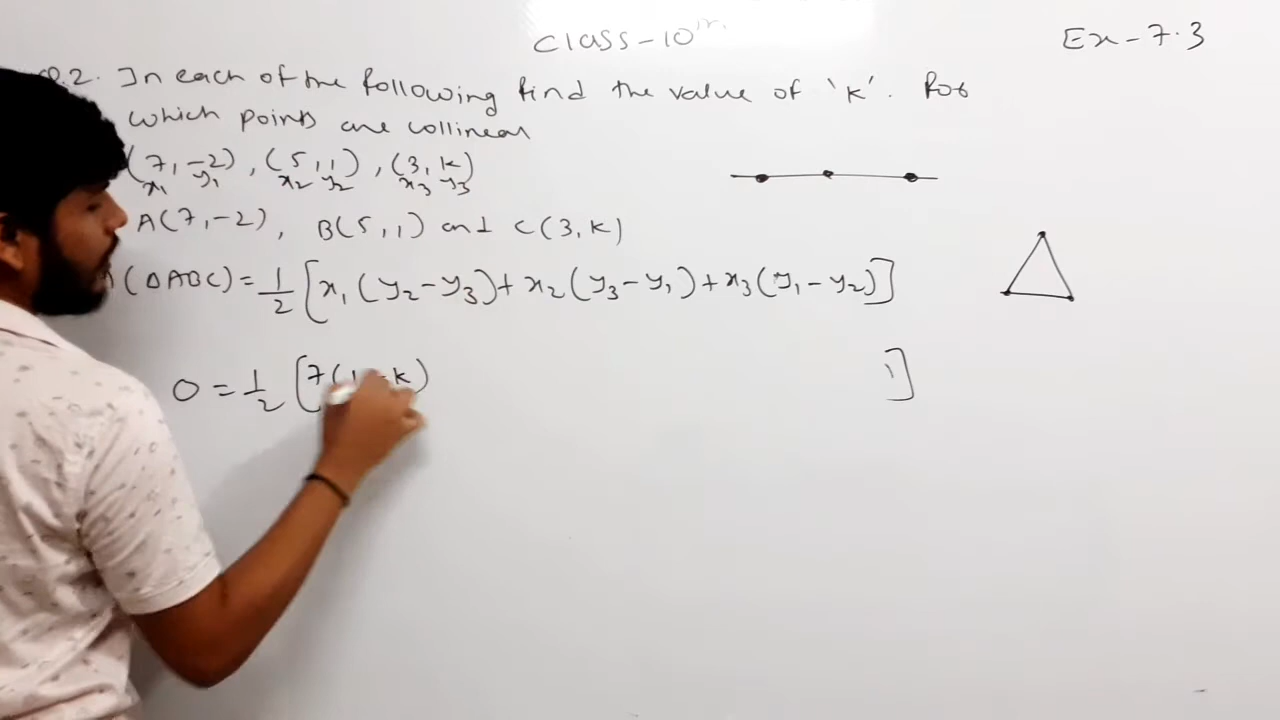 Class-10th
Ex-7.3
Q.2. In each of the following find the value of 'K'. For
which points are collinear
(7,-2), (5,1), (3,k)
x1 y1 x2 y2 x3 y3
A(7,-2), B(5,1) and C(3,k)
(ΔABC) = 1/2 [x1(y2-y3)+x2(y3-y1)+x3(y1-y2)]
0 = 1/2 [7(1-k) ]